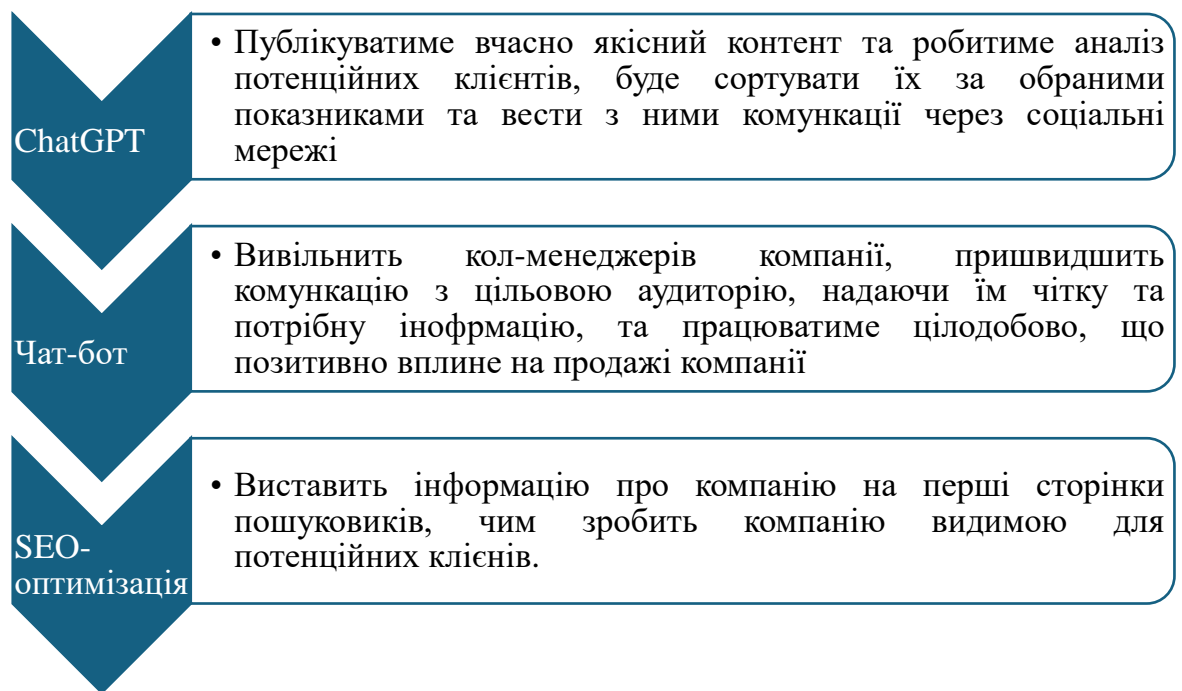 ChatGPT
• Публікуватиме вчасно якісний контент та робитиме аналіз
потенційних клієнтів, буде сортувати їх за обраними
показниками та вести з ними комункації через соціальні
мережі
Чат-бот
• Вивільнить кол-менеджерів компанії, пришвидшить
комункацію з цільовою аудиторію, надаючи їм чітку та
потрібну інофрмацію, та працюватиме цілодобово, що
позитивно вплине на продажі компанії
SEO-
оптимізація
• Виставить інформацію про компанію на перші сторінки
пошуковиків, чим зробить компанію видимою для
потенційних клієнів.